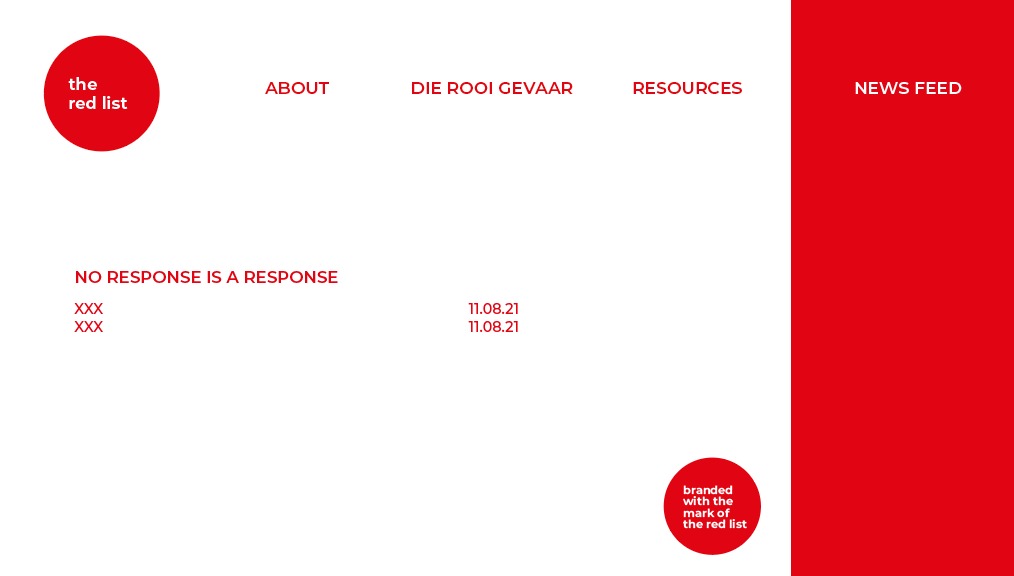 the
red list
ABOUT
DIE ROOI GEVAAR
RESOURCES
NEWS FEED
NO RESPONSE IS A RESPONSE
XXX 11.08.21
XXX 11.08.21
branded
with the
mark of
the red list